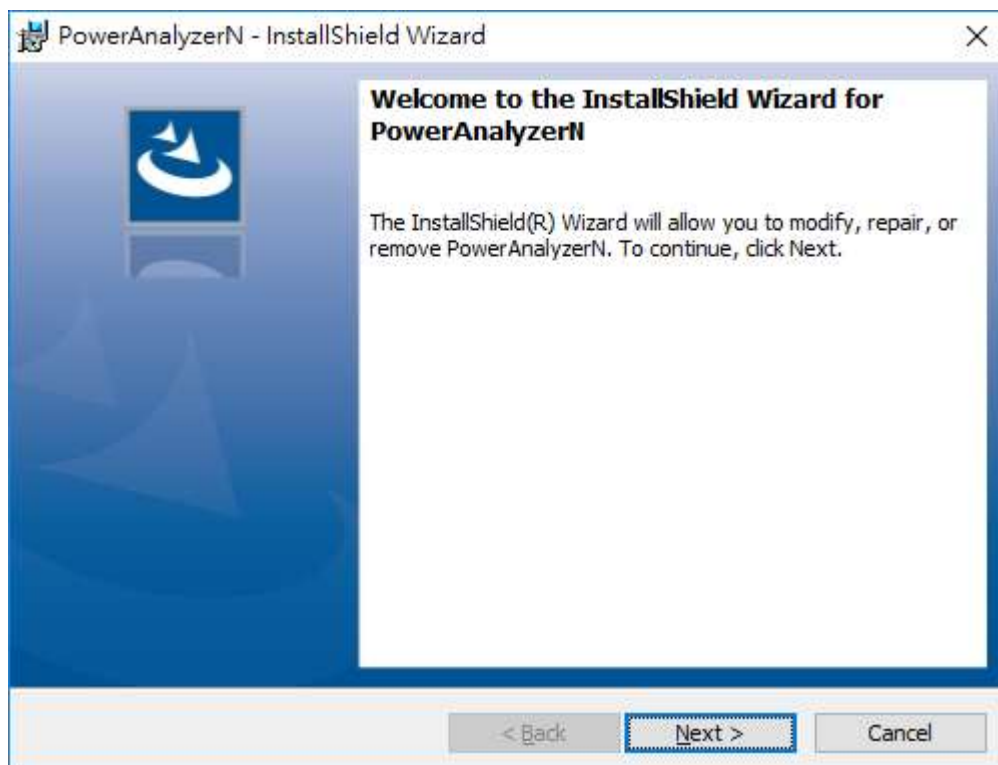 PowerAnalyzerN - InstallShield Wizard
Welcome to the InstallShield Wizard for
PowerAnalyzerN
The InstallShield(R) Wizard will allow you to modify, repair, or
remove PowerAnalyzerN. To continue, click Next.
< Back
Next >
Cancel